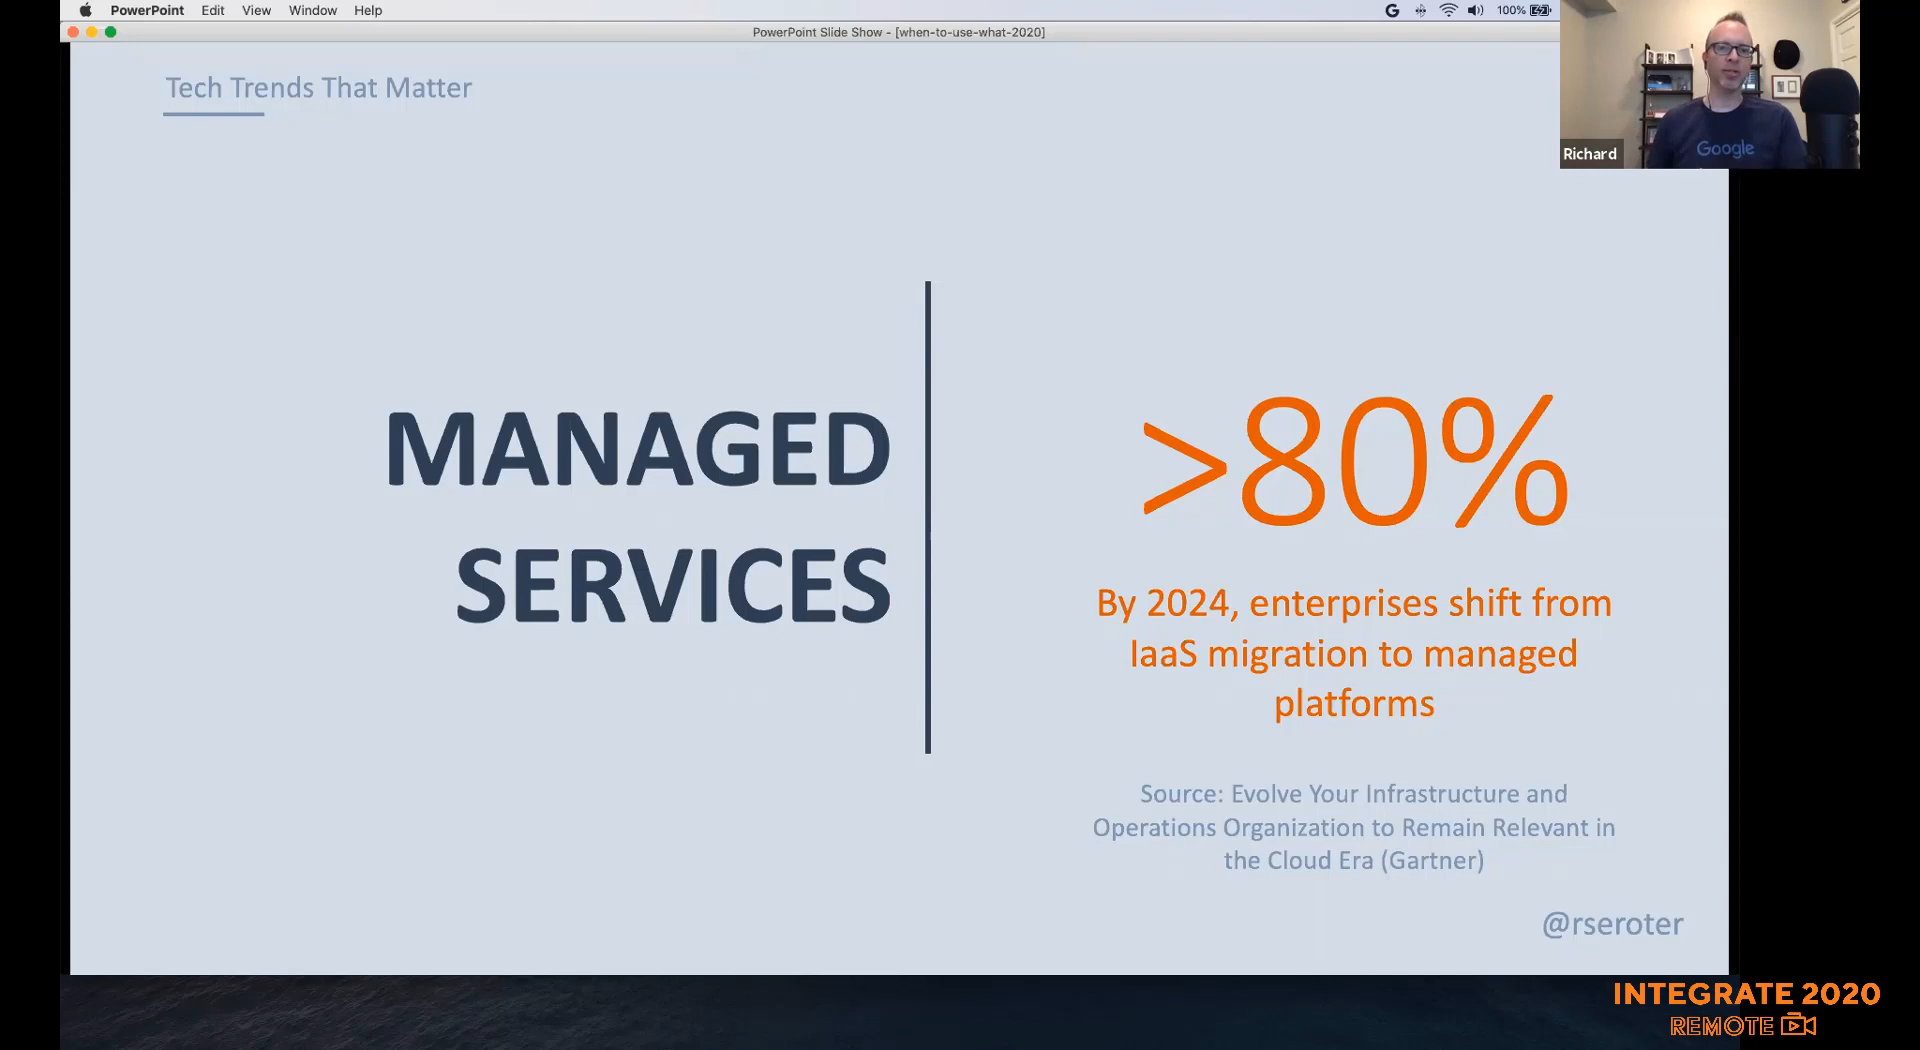 PowerPoint Edit View Window Help
G 100%
PowerPoint Slide Show - [when-to-use-what-2020]
Tech Trends That Matter
Google
Richard
MANAGED
SERVICES
>80%
By 2024, enterprises shift from
IaaS migration to managed
platforms
Source: Evolve Your Infrastructure and
Operations Organization to Remain Relevant in
the Cloud Era (Gartner)
@rseroter
INTEGRATE 2020
REMOTE